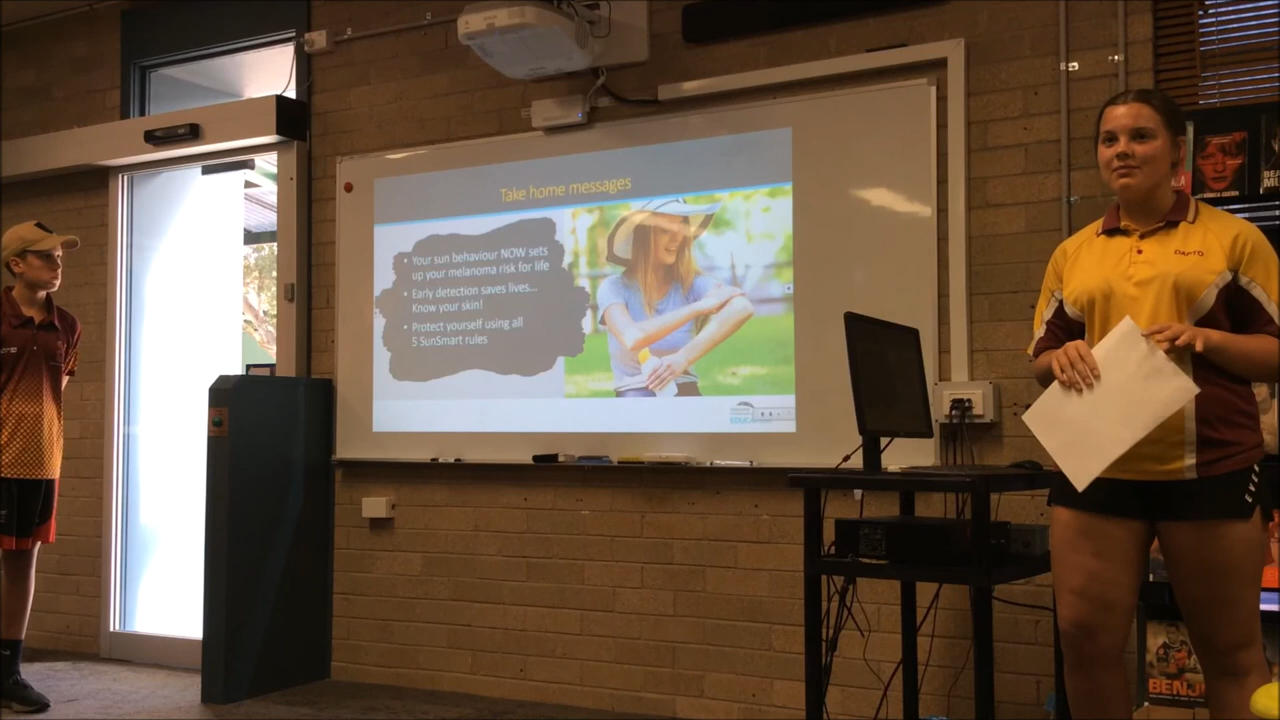 Take home messages
• Your sun behaviour NOW sets
up your melanoma risk for life
• Early detection saves lives...
Know your skin!
• Protect yourself using all
5 SunSmart rules
DAPTO
BENJ